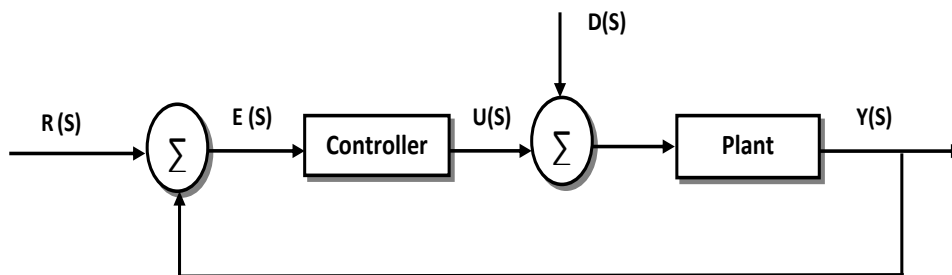 D(S)
R (S)
E (S)
U(S)
Y(S)
∑
Controller
∑
Plant